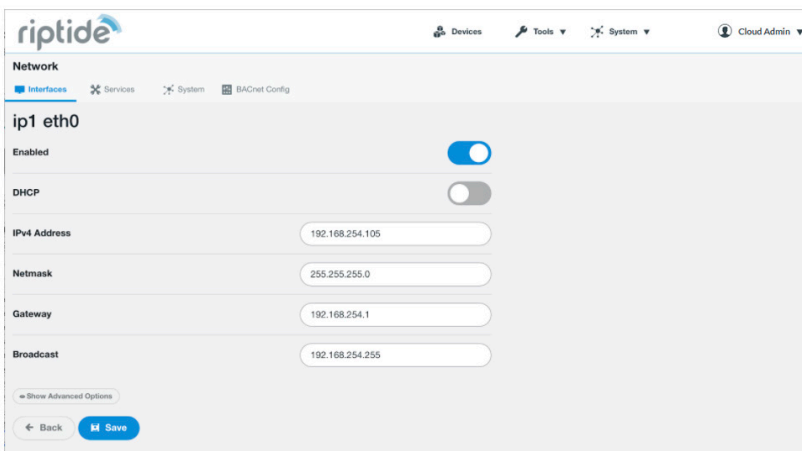 riptide
Devices Tools System Cloud Admin
Network
Interfaces Services System BACnet Config
ip1 eth0
Enabled
DHCP
IPv4 Address 192.168.254.105
Netmask 255.255.255.0
Gateway 192.168.254.1
Broadcast 192.168.254.255
Show Advanced Options
Back Save